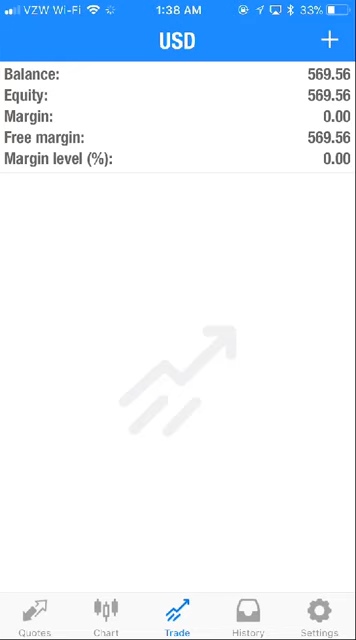 VZW Wi-Fi 1:38 AM 33%
USD +
Balance: 569.56
Equity: 569.56
Margin: 0.00
Free margin: 569.56
Margin level (%): 0.00
Quotes Chart Trade History Settings